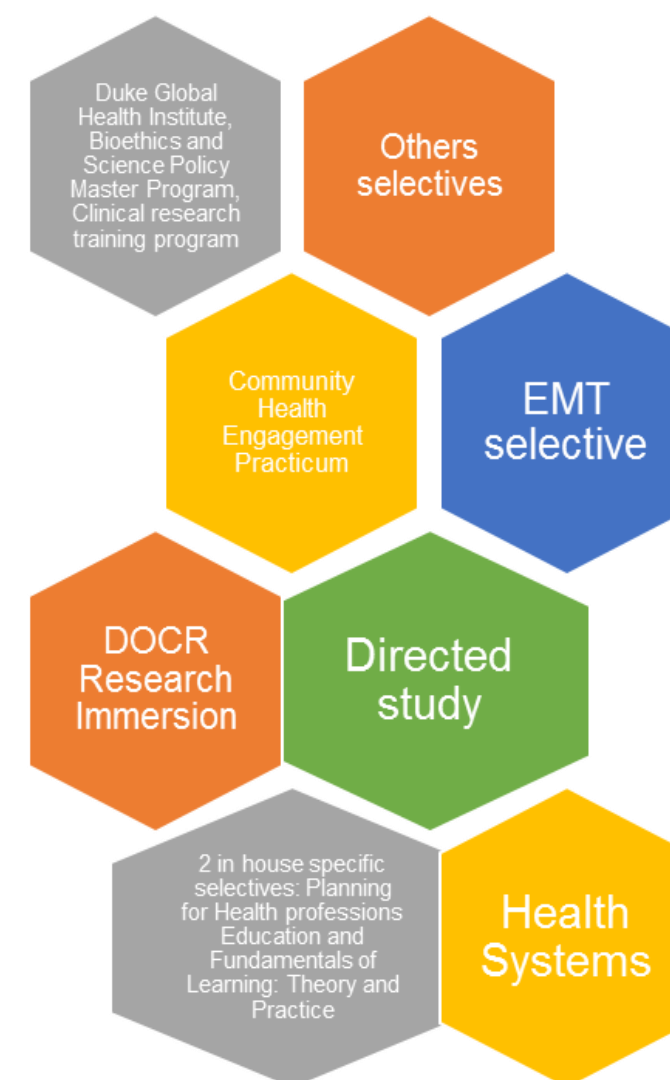 Duke Global
Health Institute,
Bioethics and
Science Policy
Master Program,
Clinical research
training program
Others
selectives
Community
Health
Engagement
Practicum
EMT
selective
DOCR
Research
Immersion
Directed
study
2 in house specific
selectives: Planning
for Health professions
Education and
Fundamentals of
Learning: Theory and
Practice
Health
Systems